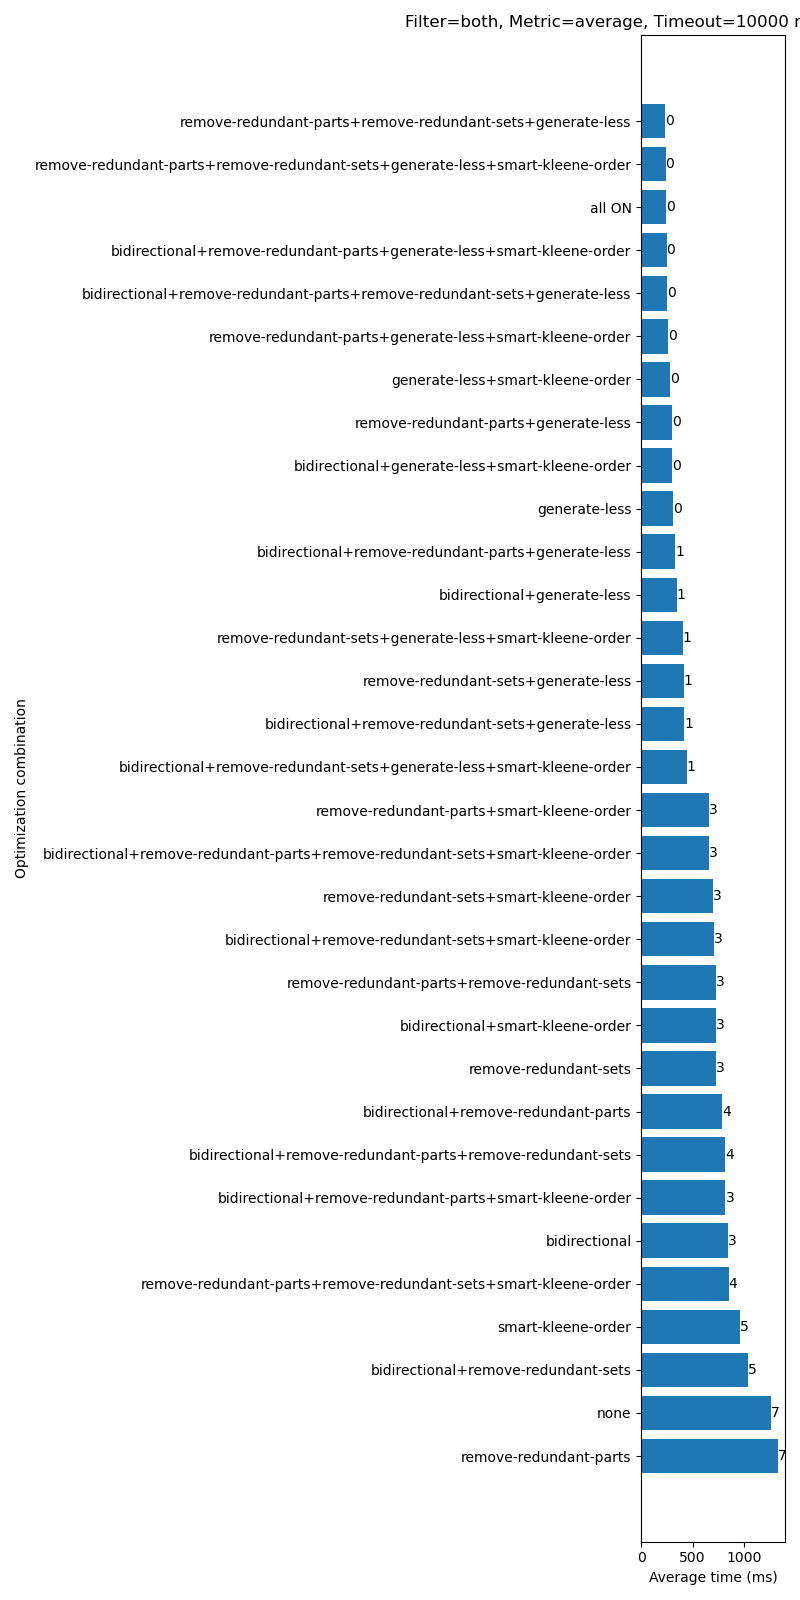 Filter=both, Metric=average, Timeout=10000
remove-redundant-parts+remove-redundant-sets+generate-less 0
remove-redundant-parts+remove-redundant-sets+generate-less+smart-kleene-order 0
all ON 0
bidirectional+remove-redundant-parts+generate-less+smart-kleene-order 0
bidirectional+remove-redundant-parts+remove-redundant-sets+generate-less 0
remove-redundant-parts+generate-less+smart-kleene-order 0
generate-less+smart-kleene-order 0
remove-redundant-parts+generate-less 0
bidirectional+generate-less+smart-kleene-order 0
generate-less 0
bidirectional+remove-redundant-parts+generate-less 1
bidirectional+generate-less 1
remove-redundant-sets+generate-less+smart-kleene-order 1
remove-redundant-sets+generate-less 1
bidirectional+remove-redundant-sets+generate-less 1
bidirectional+remove-redundant-sets+generate-less+smart-kleene-order 1
remove-redundant-parts+smart-kleene-order 3
bidirectional+remove-redundant-parts+remove-redundant-sets+smart-kleene-order 3
remove-redundant-sets+smart-kleene-order 3
bidirectional+remove-redundant-sets+smart-kleene-order 3
remove-redundant-parts+remove-redundant-sets 3
bidirectional+smart-kleene-order 3
remove-redundant-sets 3
bidirectional+remove-redundant-parts 4
bidirectional+remove-redundant-parts+remove-redundant-sets 4
bidirectional+remove-redundant-parts+smart-kleene-order 3
bidirectional 3
remove-redundant-parts+remove-redundant-sets+smart-kleene-order 4
smart-kleene-order 5
bidirectional+remove-redundant-sets 5
none 7
remove-redundant-parts 7
Optimization combination
0 500 1000
Average time (ms)